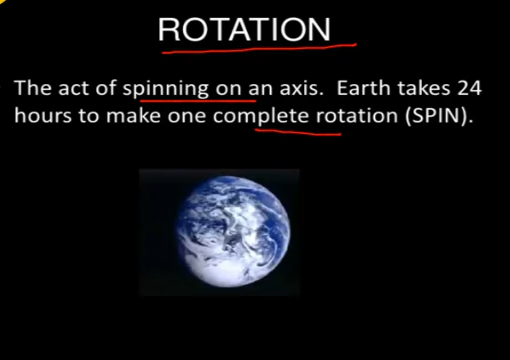 ROTATION
The act of spinning on an axis. Earth takes 24
hours to make one complete rotation (SPIN).